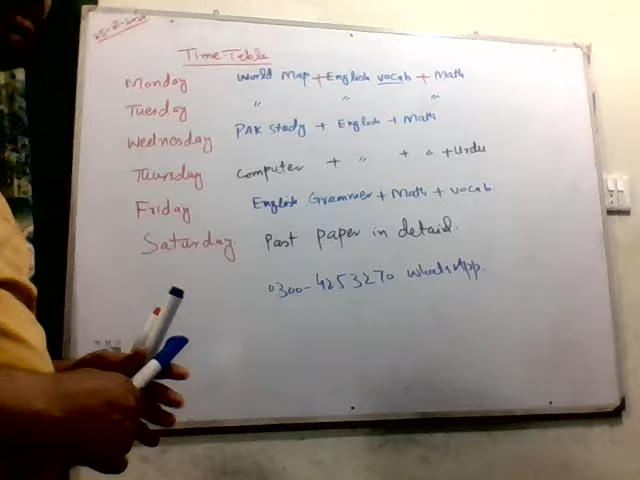 Time-Table
Monday World Map + English vocab + Math
Tuesday " " "
Wednesday PAK Study + English + Math
Thursday Computer + " + " + Urdu
Friday English Grammer + Math + vocab.
Saturday. Past paper in detail.
0300-4253270 WhatsApp.